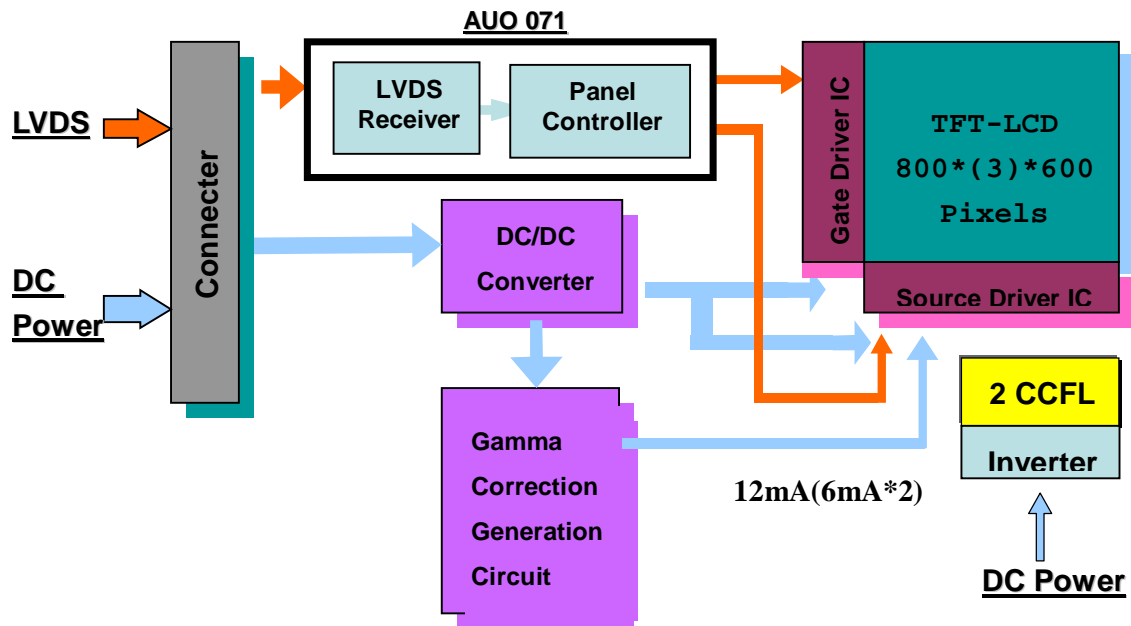 AUO 071
LVDS
Connecter
LVDS
Receiver
Panel
Controller
Gate Driver IC
TFT-LCD
800*(3)*600
Pixels
Source Driver IC
DC
Power
DC/DC
Converter
Gamma
Correction
Generation
Circuit
12mA(6mA*2)
2 CCFL
Inverter
DC Power